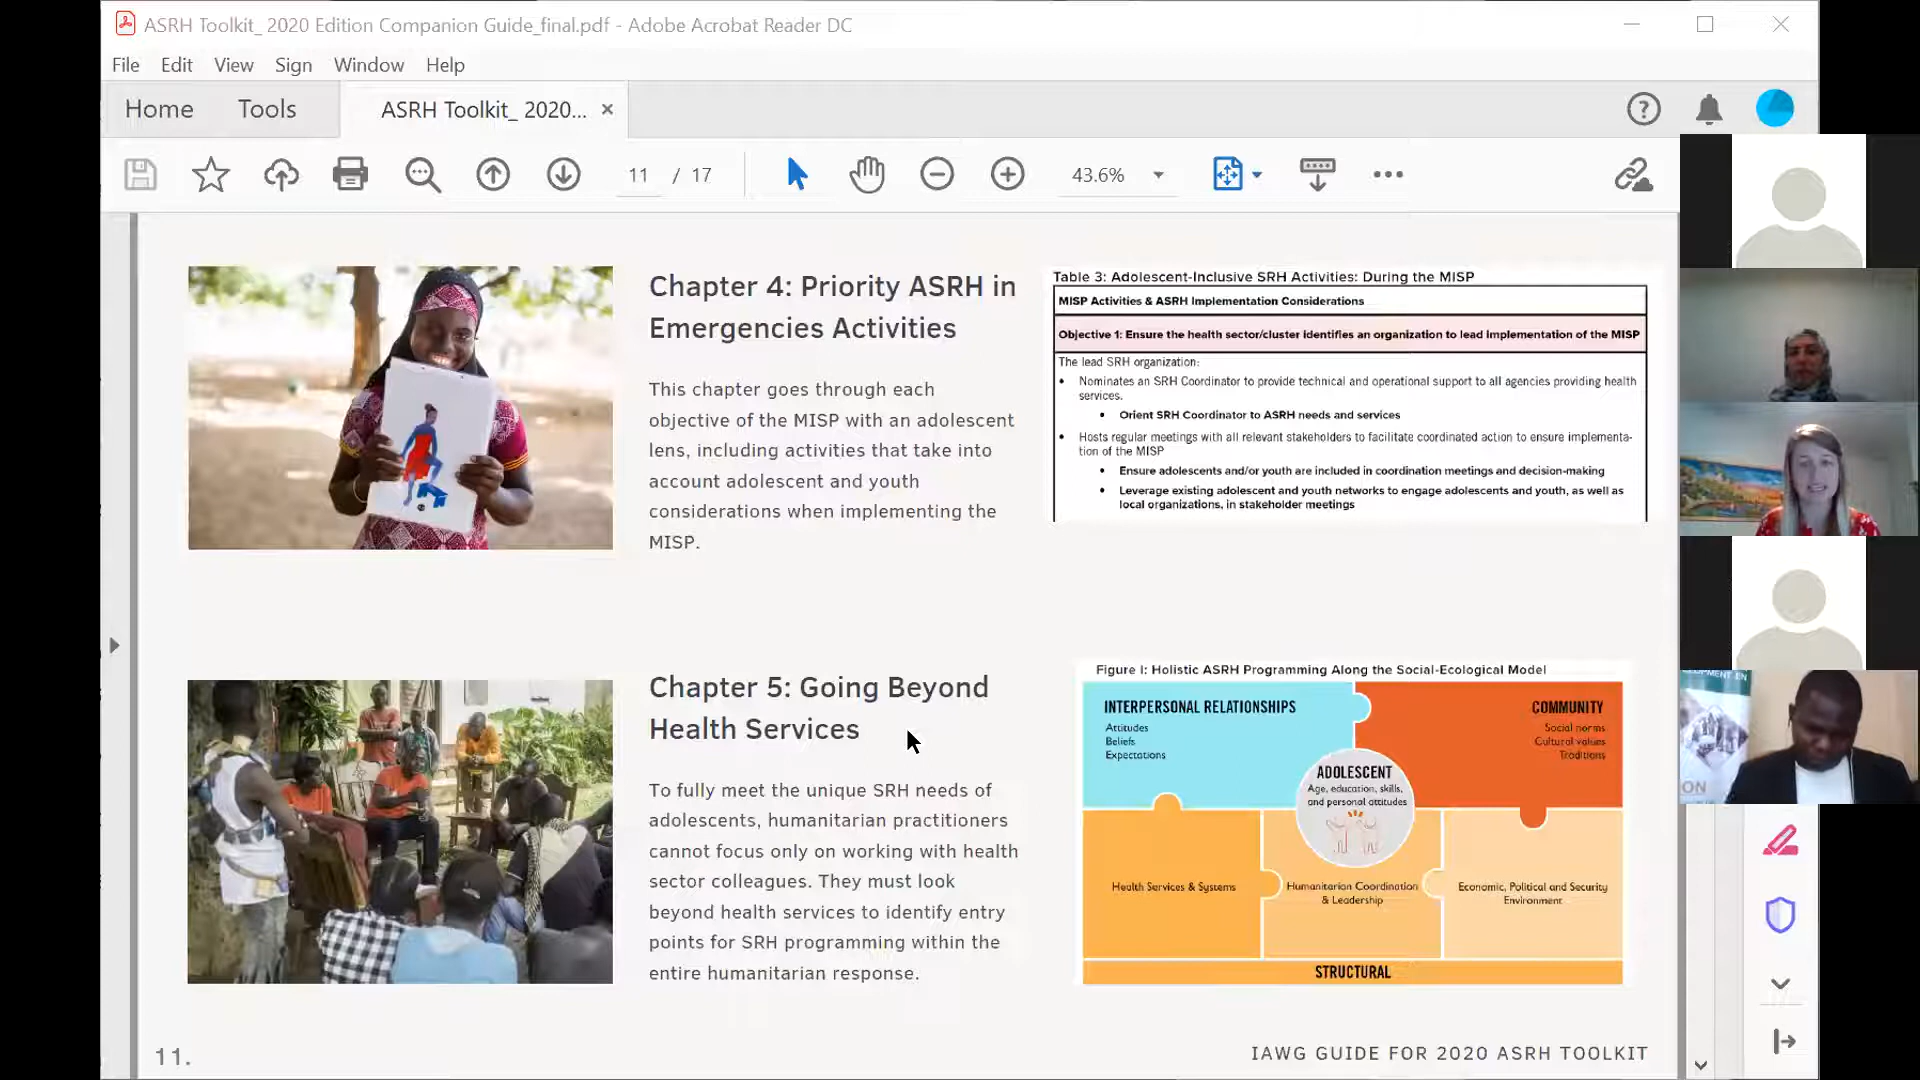 ASRH Toolkit_ 2020 Edition Companion Guide_final.pdf - Adobe Acrobat Reader DC
File Edit View Sign Window Help
Home Tools ASRH Toolkit_ 2020... ×
11 / 17 43.6%
Chapter 4: Priority ASRH in
Emergencies Activities
This chapter goes through each
objective of the MISP with an adolescent
lens, including activities that take into
account adolescent and youth
considerations when implementing the
MISP.
Table 3: Adolescent-Inclusive SRH Activities: During the MISP
MISP Activities & ASRH Implementation Considerations
Objective 1: Ensure the health sector/cluster identifies an organization to lead implementation of the MISP
The lead SRH organization:
• Nominates an SRH Coordinator to provide technical and operational support to all agencies providing health
services.
• Orient SRH Coordinator to ASRH needs and services
• Hosts regular meetings with all relevant stakeholders to facilitate coordinated action to ensure implementa-
tion of the MISP
• Ensure adolescents and/or youth are included in coordination meetings and decision-making
• Leverage existing adolescent and youth networks to engage adolescents and youth, as well as
local organizations, in stakeholder meetings
Chapter 5: Going Beyond
Health Services
To fully meet the unique SRH needs of
adolescents, humanitarian practitioners
cannot focus only on working with health
sector colleagues. They must look
beyond health services to identify entry
points for SRH programming within the
entire humanitarian response.
Figure I: Holistic ASRH Programming Along the Social-Ecological Model
INTERPERSONAL RELATIONSHIPS
Attitudes
Beliefs
Expectations
COMMUNITY
Social norms
Cultural values
Traditions
ADOLESCENT
Age, education, skills,
and personal attitudes
Health Services & Systems
Humanitarian Coordination
& Leadership
Economic, Political and Security
Environment
STRUCTURAL
11.
IAWG GUIDE FOR 2020 ASRH TOOLKIT
ON